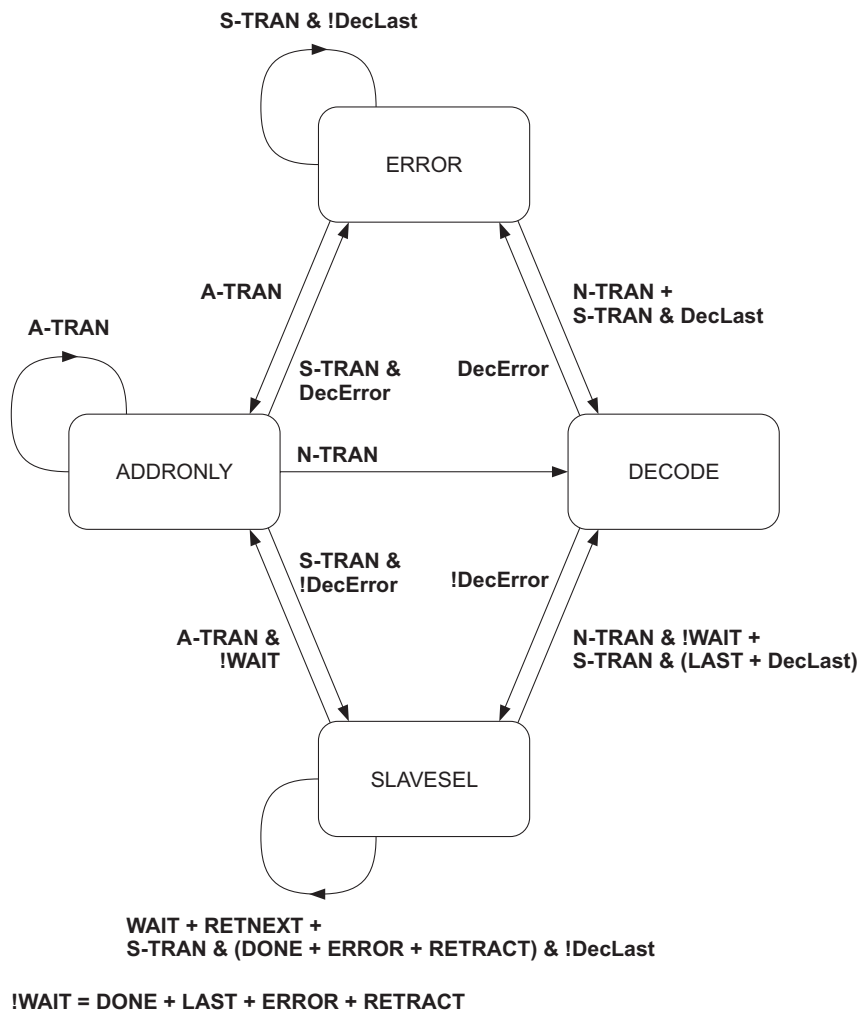 S-TRAN & !DecLast
ERROR
A-TRAN
N-TRAN +
S-TRAN & DecLast
A-TRAN
S-TRAN &
DecError
DecError
ADDRONLY
N-TRAN
DECODE
S-TRAN &
!DecError
!DecError
A-TRAN &
!WAIT
N-TRAN & !WAIT +
S-TRAN & (LAST + DecLast)
SLAVESEL
WAIT + RETNEXT +
S-TRAN & (DONE + ERROR + RETRACT) & !DecLast
!WAIT = DONE + LAST + ERROR + RETRACT